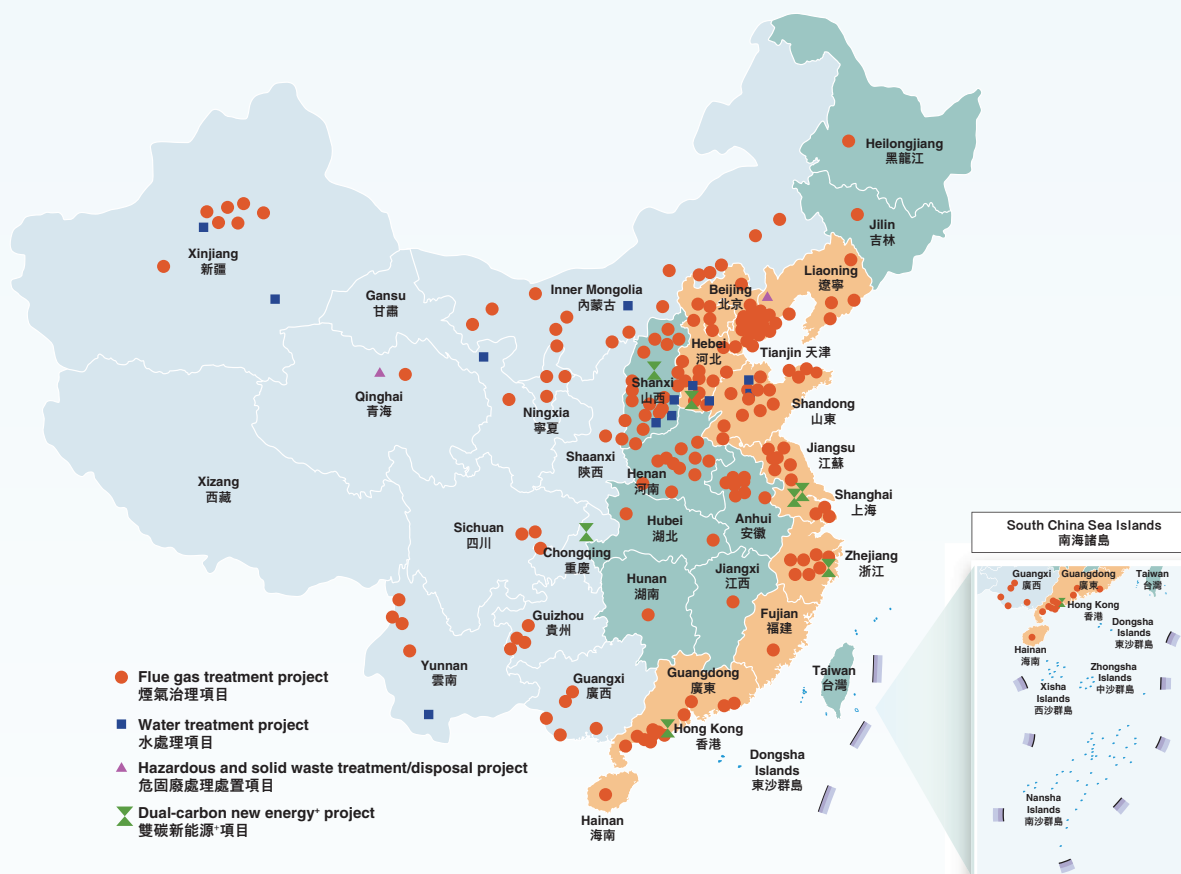 Heilongjiang
黑龍江
Jilin
吉林
Liaoning
遼寧
Xinjiang
新疆
Gansu
甘肅
Inner Mongolia
內蒙古
Beijing
北京
Hebei
河北
Tianjin 天津
Qinghai
青海
Ningxia
寧夏
Shanxi
山西
Shandong
山東
Shaanxi
陝西
Henan
河南
Jiangsu
江蘇
Xizang
西藏
Shanghai
上海
Sichuan
四川
Chongqing
重慶
Hubei
湖北
Anhui
安徽
Zhejiang
浙江
Hunan
湖南
Jiangxi
江西
Guizhou
貴州
Fujian
福建
Yunnan
雲南
Guangxi
廣西
Guangdong
廣東
Taiwan
台灣
Hong Kong
香港
Dongsha
Islands
東沙群島
Hainan
海南
Flue gas treatment project
煙氣治理項目
Water treatment project
水處理項目
Hazardous and solid waste treatment/disposal project
危固廢處理處置項目
Dual-carbon new energy⁺ project
雙碳新能源⁺項目
South China Sea Islands
南海諸島
Guangxi
廣西
Guangdong
廣東
Taiwan
台灣
Hong Kong
香港
Dongsha
Islands
東沙群島
Hainan
海南
Zhongsha
Islands
中沙群島
Xisha
Islands
西沙群島
Nansha
Islands
南沙群島